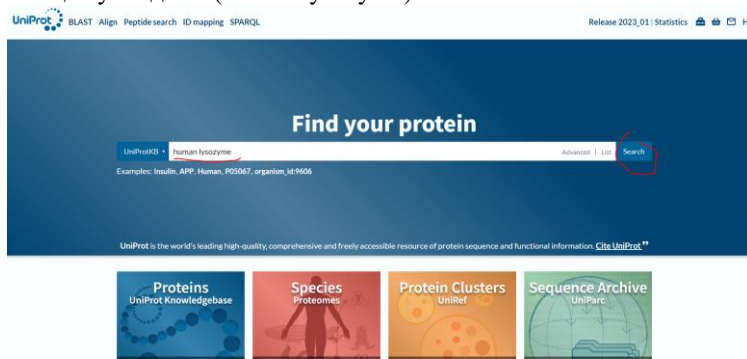 UniProt BLAST Align Peptide search ID mapping SPARQL Release 2023_01 | Statistics H
Find your protein
UniProtKB human lysozyme Advanced | List Search
Examples: Insulin, APP, Human, P05067, organism_id:9606
UniProt is the world's leading high-quality, comprehensive and freely accessible resource of protein sequence and functional information. Cite UniProt
Proteins
UniProt Knowledgebase
Species
Proteomes
Protein Clusters
UniRef
Sequence Archive
UniParc